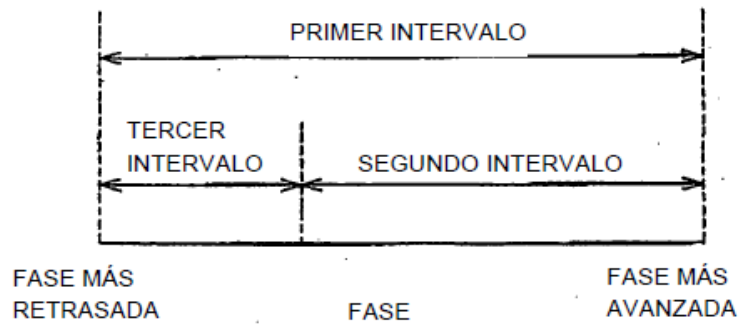 PRIMER INTERVALO
TERCER
INTERVALO
SEGUNDO INTERVALO
FASE MÁS
RETRASADA
FASE
FASE MÁS
AVANZADA